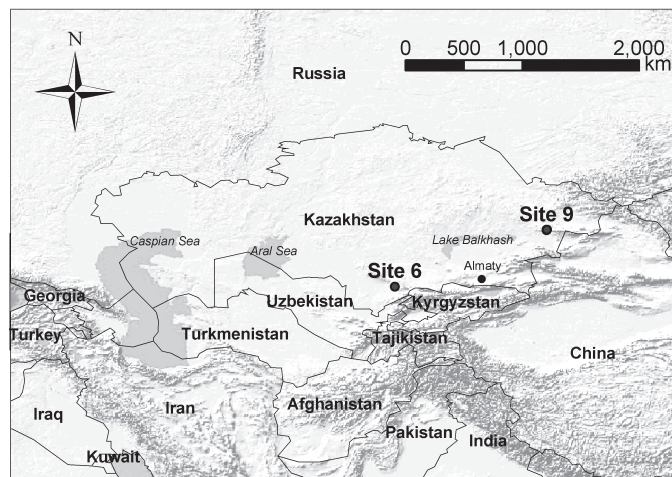 N
0 500 1,000 2,000
km
Russia
Kazakhstan
Site 9
Caspian Sea
Aral Sea
Lake Balkhash
Almaty
Site 6
Georgia
Uzbekistan
Kyrgyzstan
Turkey
Turkmenistan
Tajikistan
China
Iraq
Iran
Afghanistan
Pakistan
India
Kuwait